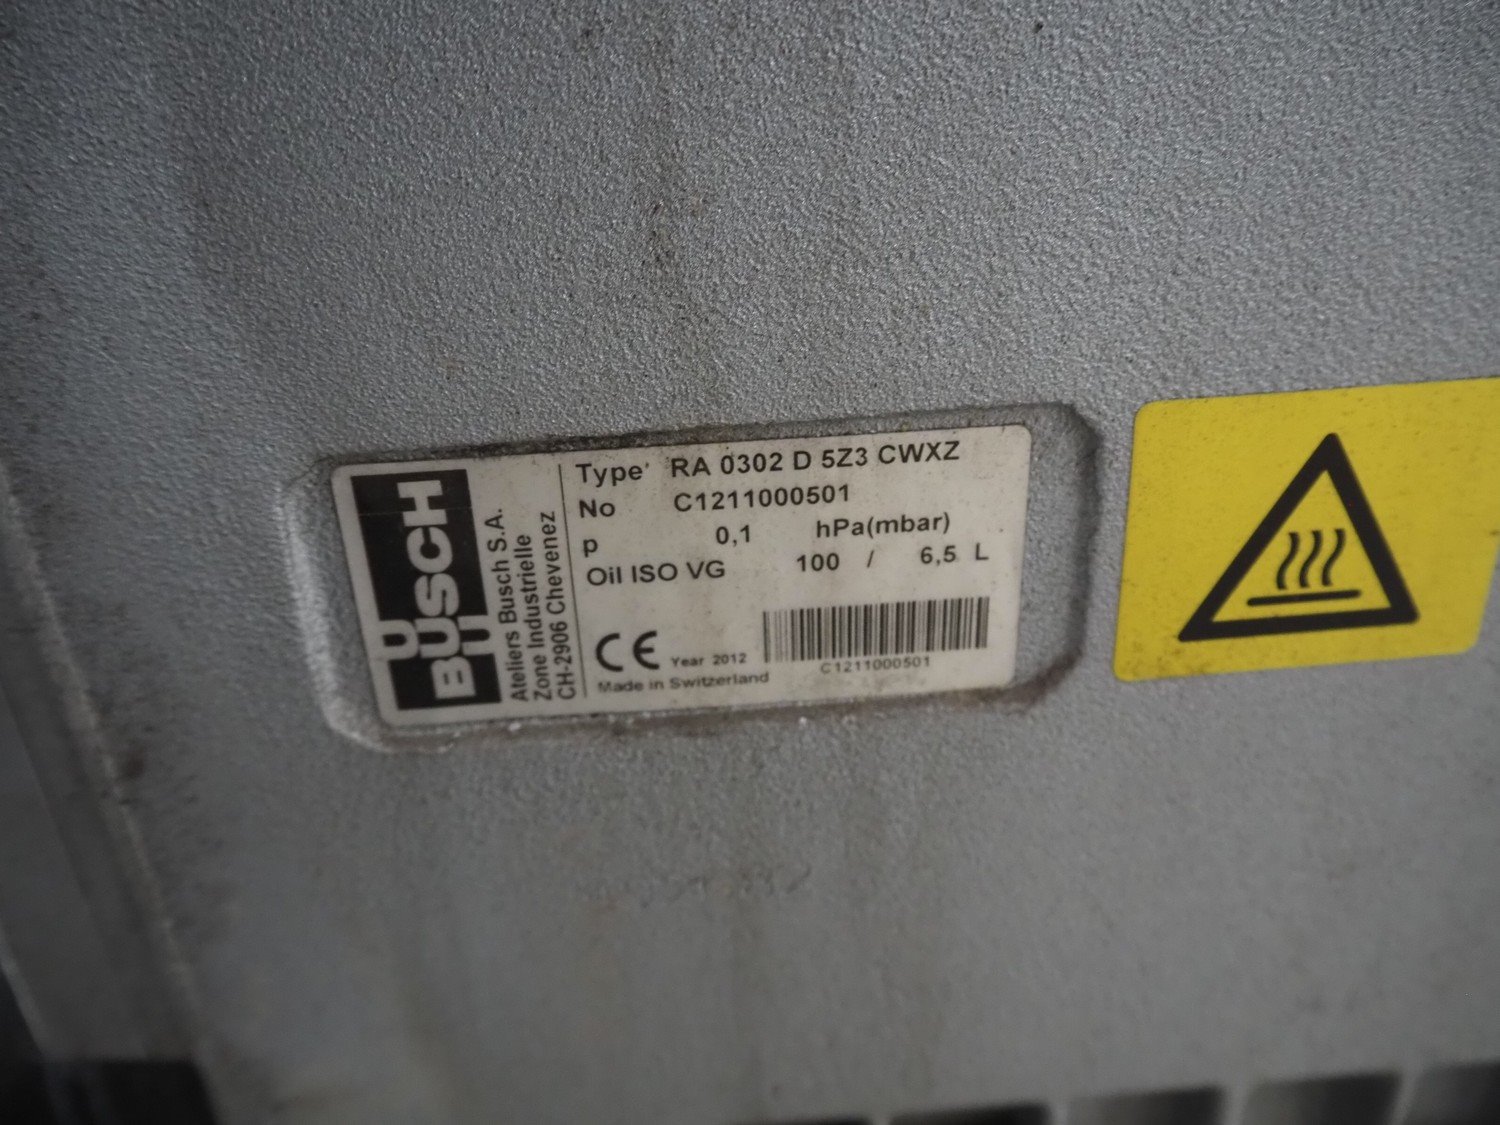 BUSCH
Ateliers Busch S.A.
Zone Industrielle
CH-2906 Chevenez
Type RA 0302 D 5Z3 CWXZ
No C1211000501
p 0,1 hPa(mbar)
Oil ISO VG 100 / 6,5 L
CE Year 2012
C1211000501
Made in Switzerland